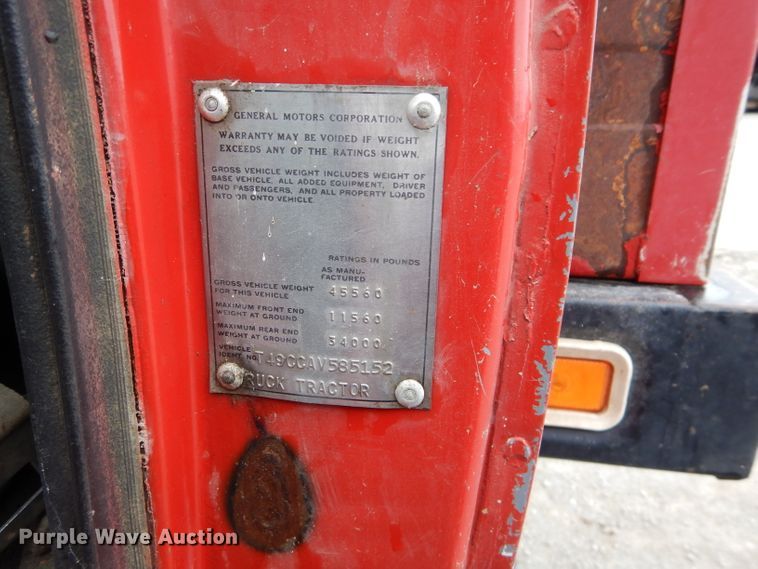 GENERAL MOTORS CORPORATION
WARRANTY MAY BE VOIDED IF WEIGHT
EXCEEDS ANY OF THE RATINGS SHOWN.
GROSS VEHICLE WEIGHT INCLUDES WEIGHT OF
BASE VEHICLE, ALL ADDED EQUIPMENT, DRIVER
AND PASSENGERS, AND ALL PROPERTY LOADED
INTO OR ONTO VEHICLE.
RATINGS IN POUNDS
AS MANU-
FACTURED
GROSS VEHICLE WEIGHT
FOR THIS VEHICLE 45560
MAXIMUM FRONT END
WEIGHT AT GROUND 11560
MAXIMUM REAR END
WEIGHT AT GROUND 34000
VEHICLE
IDENT. NO. T49CCAV585152
RUCK TRACTOR
Purple Wave Auction